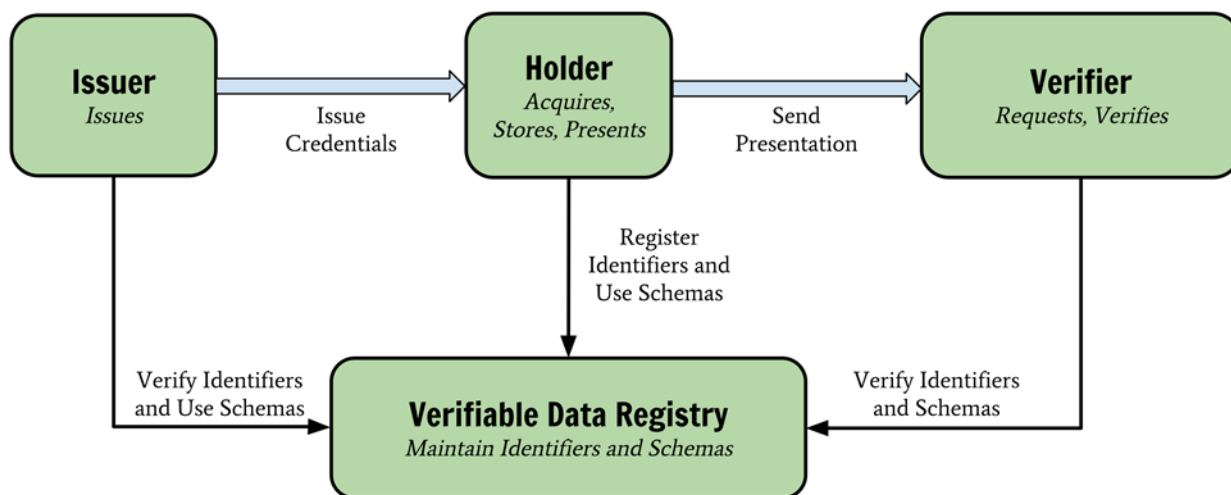 Issuer
Issues
Issue
Credentials
Holder
Acquires,
Stores, Presents
Send
Presentation
Verifier
Requests, Verifies
Register
Identifiers and
Use Schemas
Verify Identifiers
and Use Schemas
Verifiable Data Registry
Maintain Identifiers and Schemas
Verify Identifiers
and Schemas